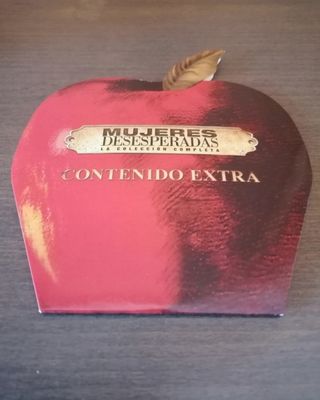 MUJERES
DESESPERADAS
LA COLECCIÓN COMPLETA
CONTENIDO EXTRA